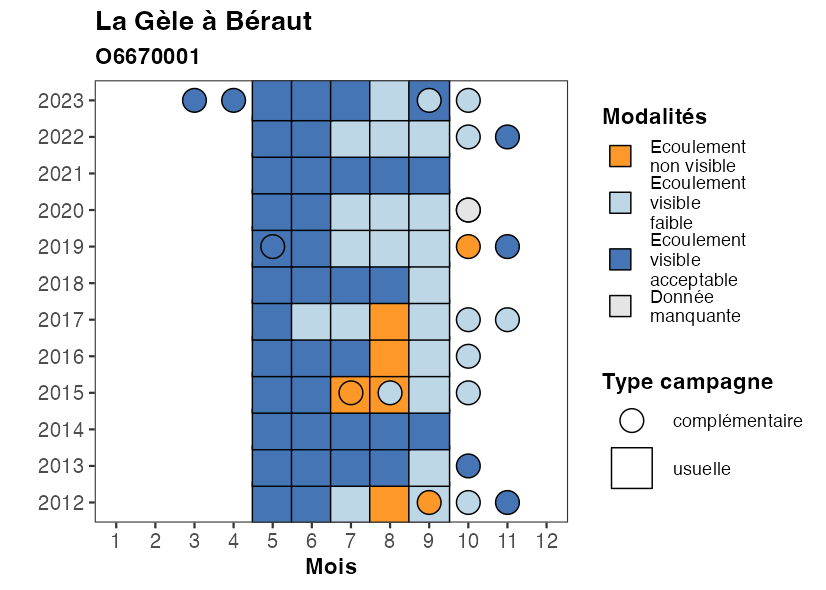 La Gèle à Béraut
O6670001
2023
2022
2021
2020
2019
2018
2017
2016
2015
2014
2013
2012
1 2 3 4 5 6 7 8 9 10 11 12
Mois
Modalités
Ecoulement
non visible
Ecoulement
visible
faible
Ecoulement
visible
acceptable
Donnée
manquante
Type campagne
complémentaire
usuelle